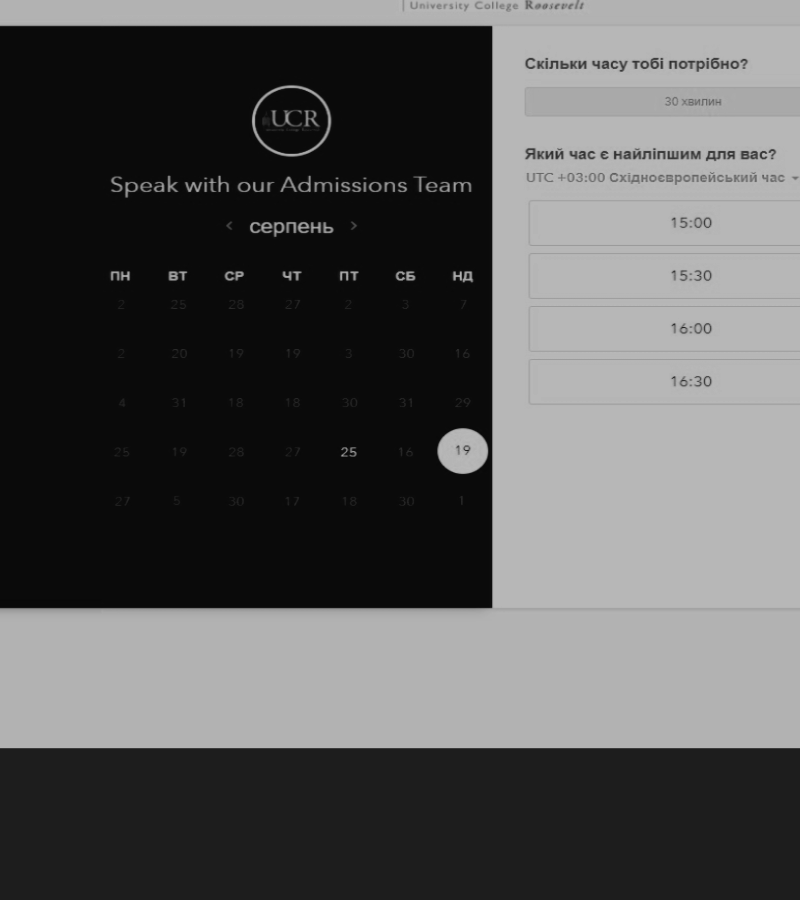 University College Roosevelt
UCR
Speak with our Admissions Team
‹ серпень ›
ПН ВТ СР ЧТ ПТ СБ НД
2 25 28 27 2 3 7
2 20 19 19 3 30 16
4 31 18 18 30 31 29
25 19 28 27 25 16 19
27 5 30 17 18 30 1
Скільки часу тобі потрібно?
30 хвилин
Який час є найліпшим для вас?
UTC +03:00 Східноєвропейський час
15:00
15:30
16:00
16:30